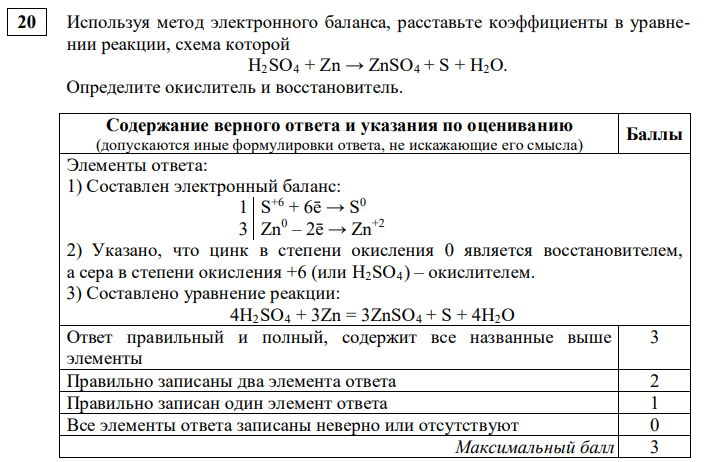 20
Используя метод электронного баланса, расставьте коэффициенты в уравне-
нии реакции, схема которой
H₂SO₄ + Zn → ZnSO₄ + S + H₂O.
Определите окислитель и восстановитель.
Содержание верного ответа и указания по оцениванию
(допускаются иные формулировки ответа, не искажающие его смысла)
Баллы
Элементы ответа:
1) Составлен электронный баланс:
1 | S⁺⁶ + 6ē → S⁰
3 | Zn⁰ – 2ē → Zn⁺²
2) Указано, что цинк в степени окисления 0 является восстановителем,
а сера в степени окисления +6 (или H₂SO₄) – окислителем.
3) Составлено уравнение реакции:
4H₂SO₄ + 3Zn = 3ZnSO₄ + S + 4H₂O
Ответ правильный и полный, содержит все названные выше
элементы
3
Правильно записаны два элемента ответа
2
Правильно записан один элемент ответа
1
Все элементы ответа записаны неверно или отсутствуют
0
Максимальный балл
3